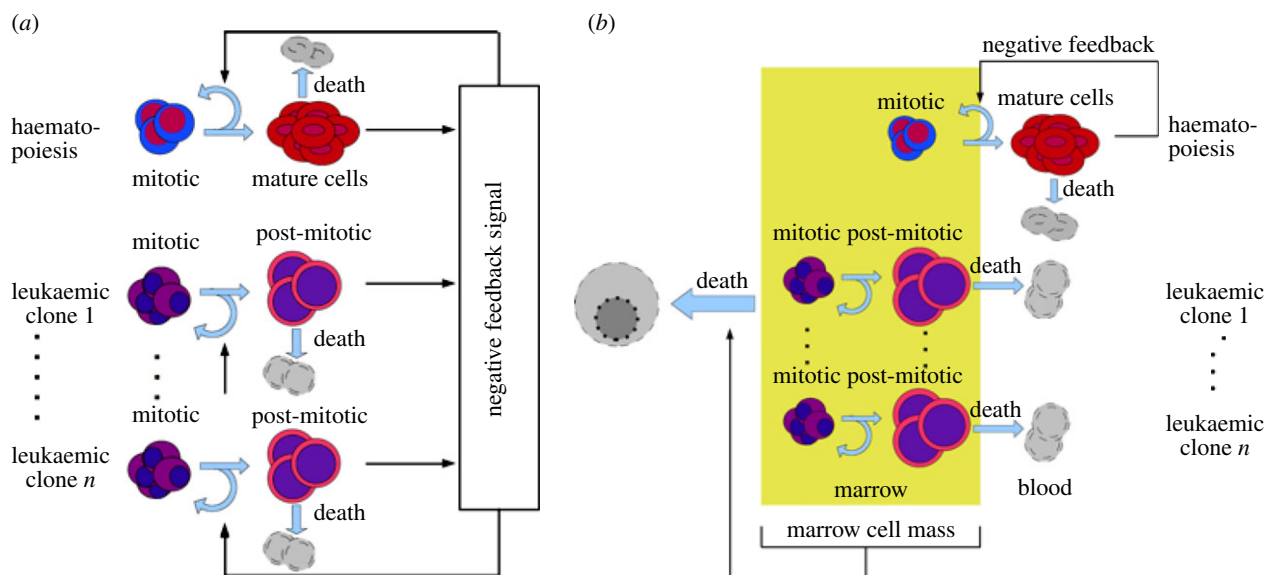 (a)
death
haemato-
poiesis
mitotic
mature cells
mitotic
post-mitotic
leukaemic
clone 1
death
mitotic
post-mitotic
leukaemic
clone n
death
negative feedback signal
(b)
negative feedback
mitotic
mature cells
haemato-
poiesis
death
mitotic post-mitotic
death
death
leukaemic
clone 1
mitotic post-mitotic
death
leukaemic
clone n
marrow
blood
marrow cell mass